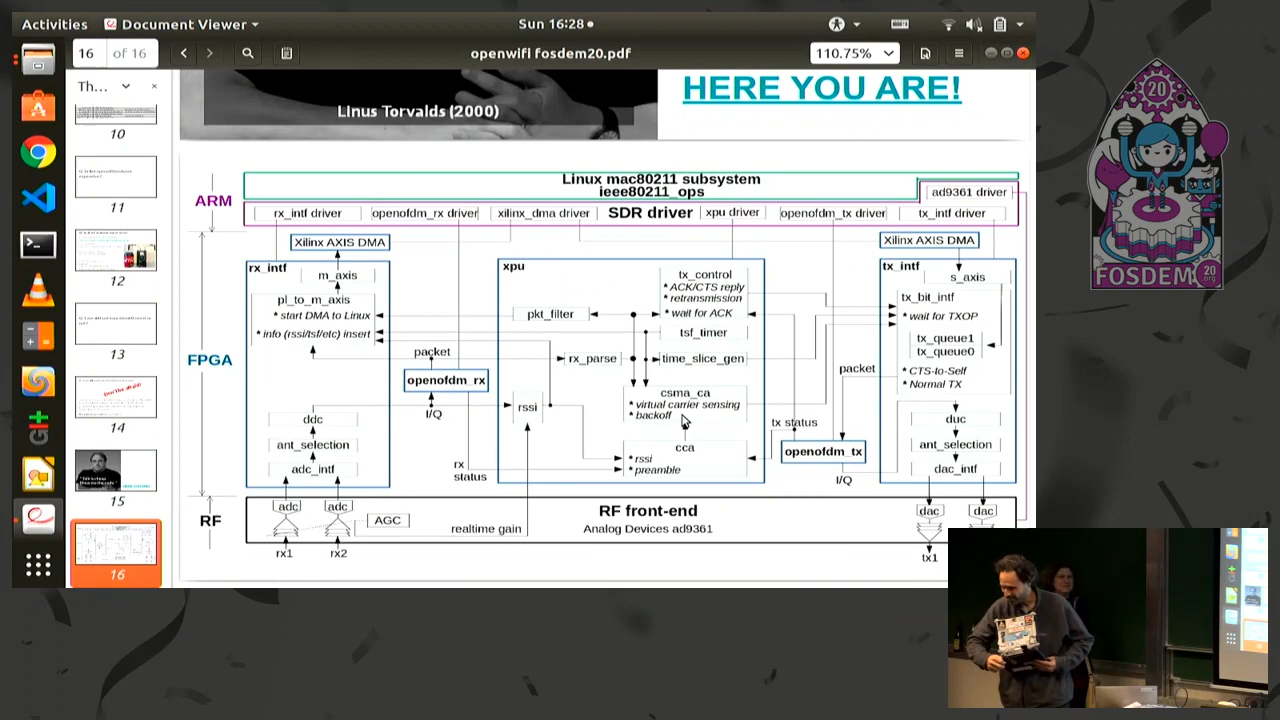 Activities
Document Viewer
Sun 16:28
16 of 16
openwifi fosdem20.pdf
110.75%
Th...
10
11
12
13
14
15
16
Linus Torvalds (2000)
HERE YOU ARE!
ARM
Linux mac80211 subsystem
ieee80211_ops
ad9361 driver
rx_intf driver
openofdm_rx driver
xilinx_dma driver
SDR driver
xpu driver
openofdm_tx driver
tx_intf driver
FPGA
Xilinx AXIS DMA
rx_intf
m_axis
pl_to_m_axis
* start DMA to Linux
* info (rssi/tsf/etc) insert
ddc
ant_selection
adc_intf
packet
openofdm_rx
I/Q
rx
status
xpu
tx_control
* ACK/CTS reply
* retransmission
* wait for ACK
pkt_filter
tsf_timer
rx_parse
time_slice_gen
csma_ca
* virtual carrier sensing
* backoff
rssi
cca
* rssi
* preamble
tx status
packet
openofdm_tx
I/Q
Xilinx AXIS DMA
tx_intf
s_axis
tx_bit_intf
* wait for TXOP
tx_queue1
tx_queue0
* CTS-to-Self
* Normal TX
duc
ant_selection
dac_intf
RF
adc
adc
AGC
realtime gain
RF front-end
Analog Devices ad9361
dac
dac
rx1
rx2
tx1
20
FOSDEM
20
.org